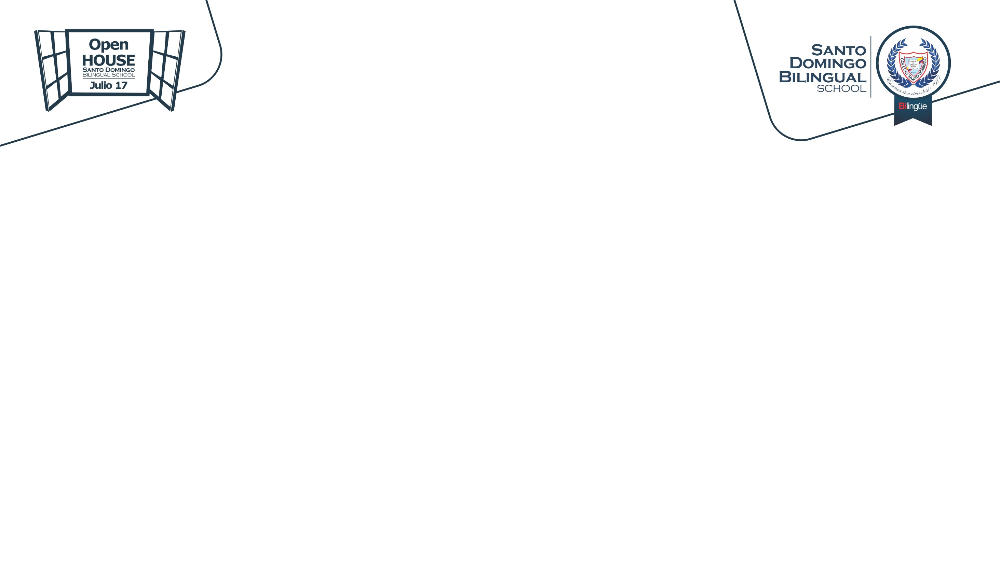 Open
HOUSE
SANTO DOMINGO
BILINGUAL SCHOOL
Julio 17
SANTO
DOMINGO
BILINGUAL
SCHOOL
COLEGIO SANTO DOMINGO
Enseñando a vivir desde 1977
Bilingüe